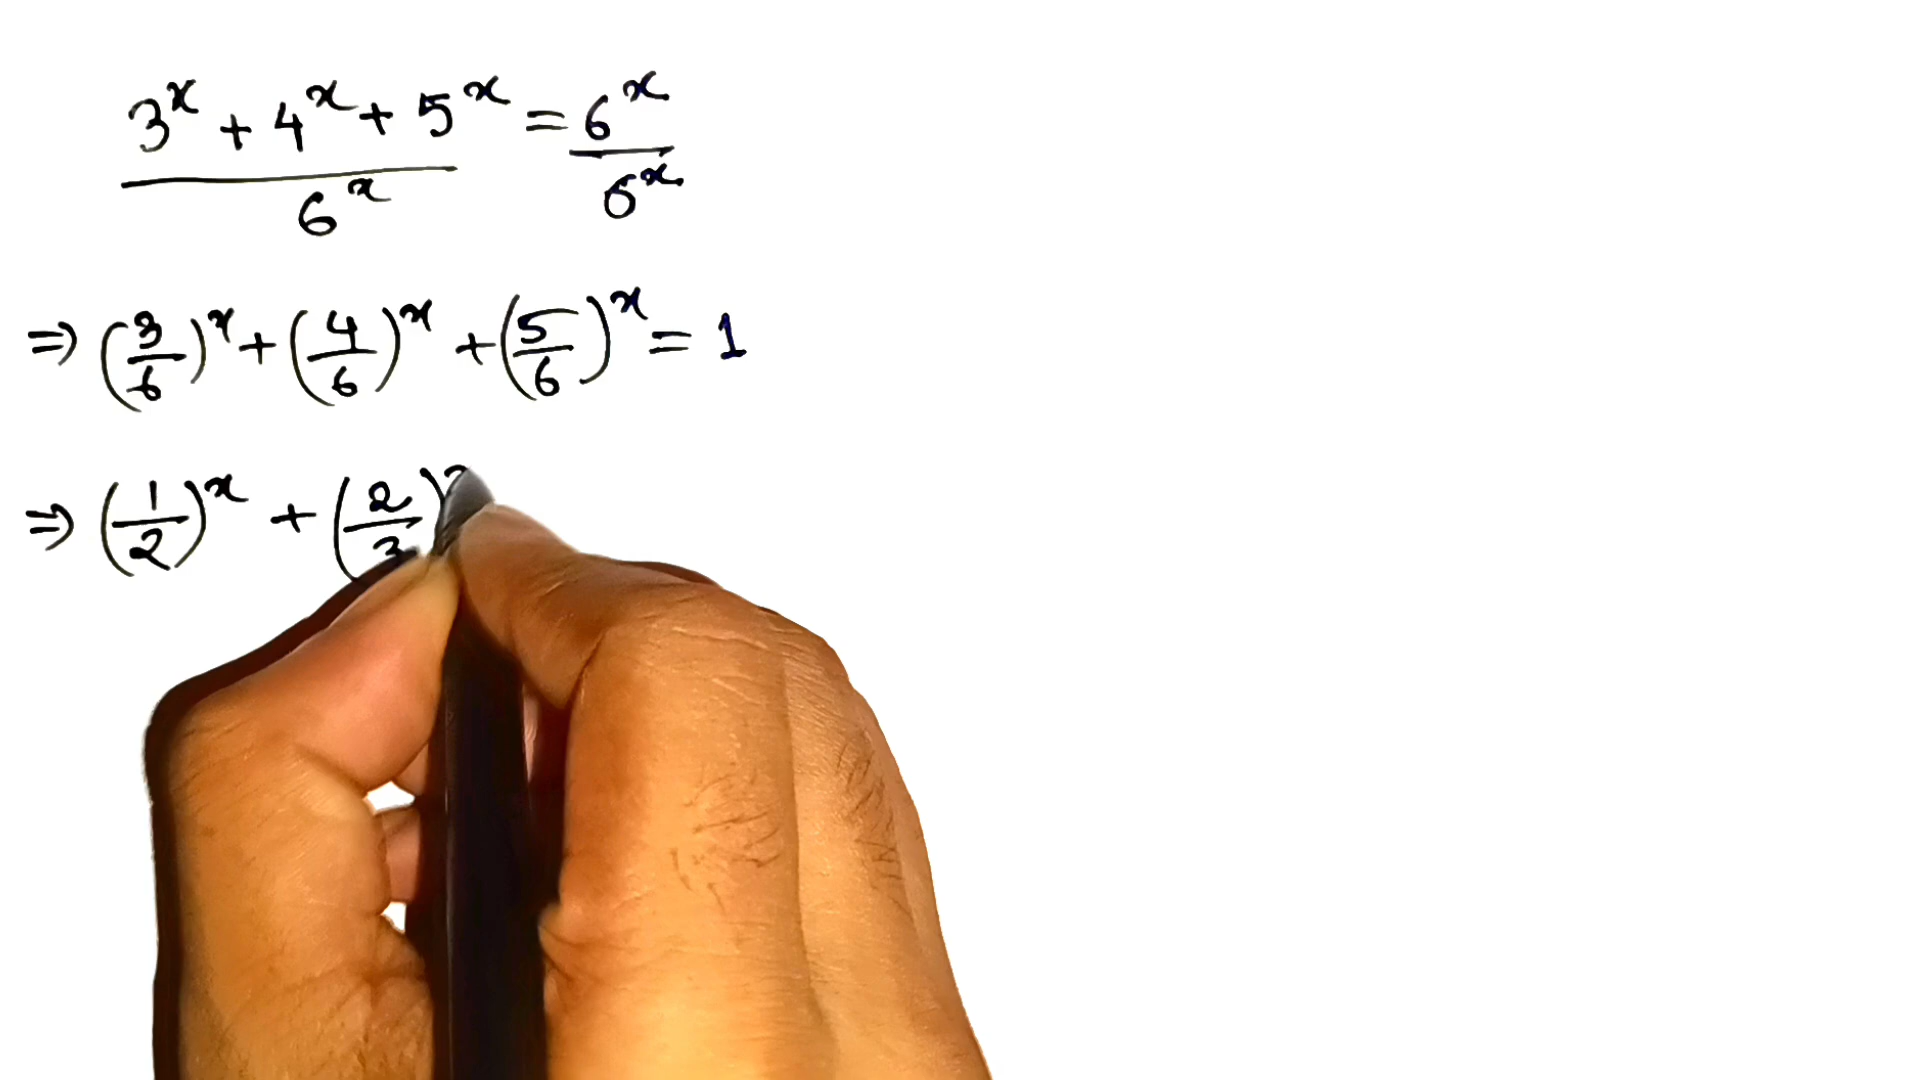 3^x + 4^x + 5^x = 6^x
6^x 6^x
⇒ (3/6)^x + (4/6)^x + (5/6)^x = 1
⇒ (1/2)^x + (2/3)